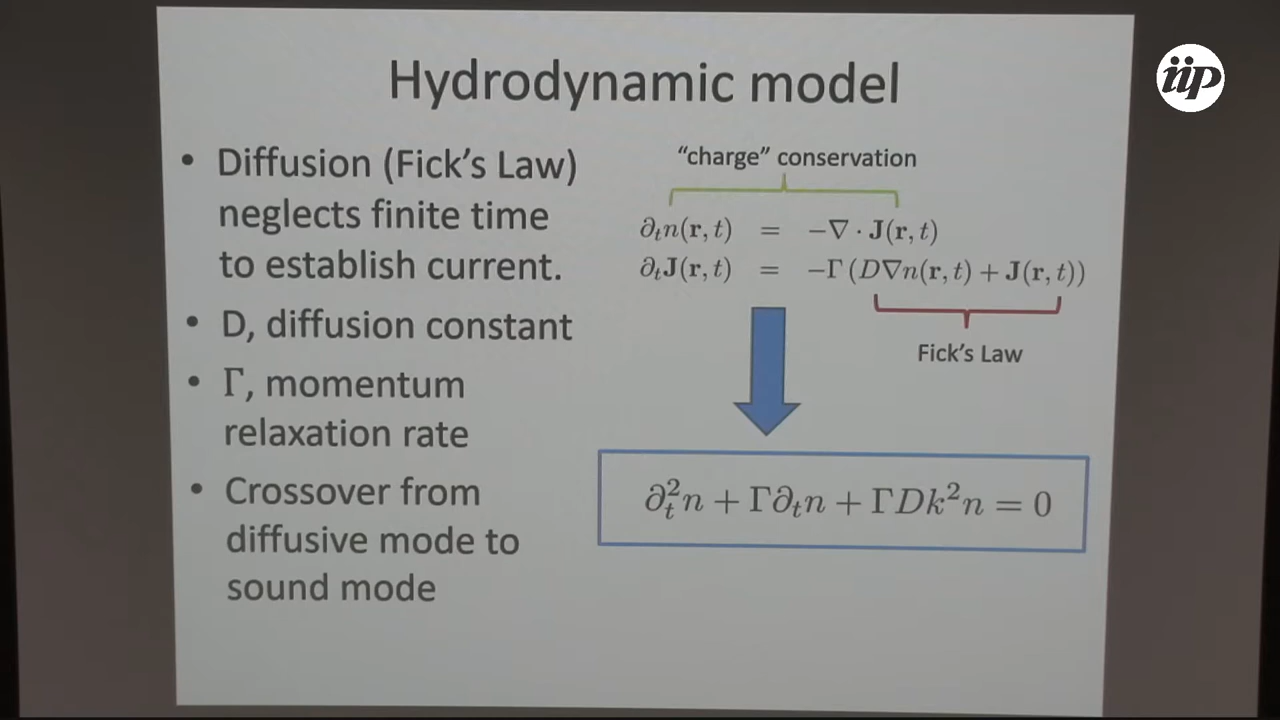 Hydrodynamic model
iip
• Diffusion (Fick's Law)
neglects finite time
to establish current.
• D, diffusion constant
• Γ, momentum
relaxation rate
• Crossover from
diffusive mode to
sound mode
"charge" conservation
∂ₜn(r, t) = −∇ · J(r, t)
∂ₜJ(r, t) = −Γ (D∇n(r, t) + J(r, t))
Fick's Law
∂ₜ²n + Γ∂ₜn + ΓDk²n = 0